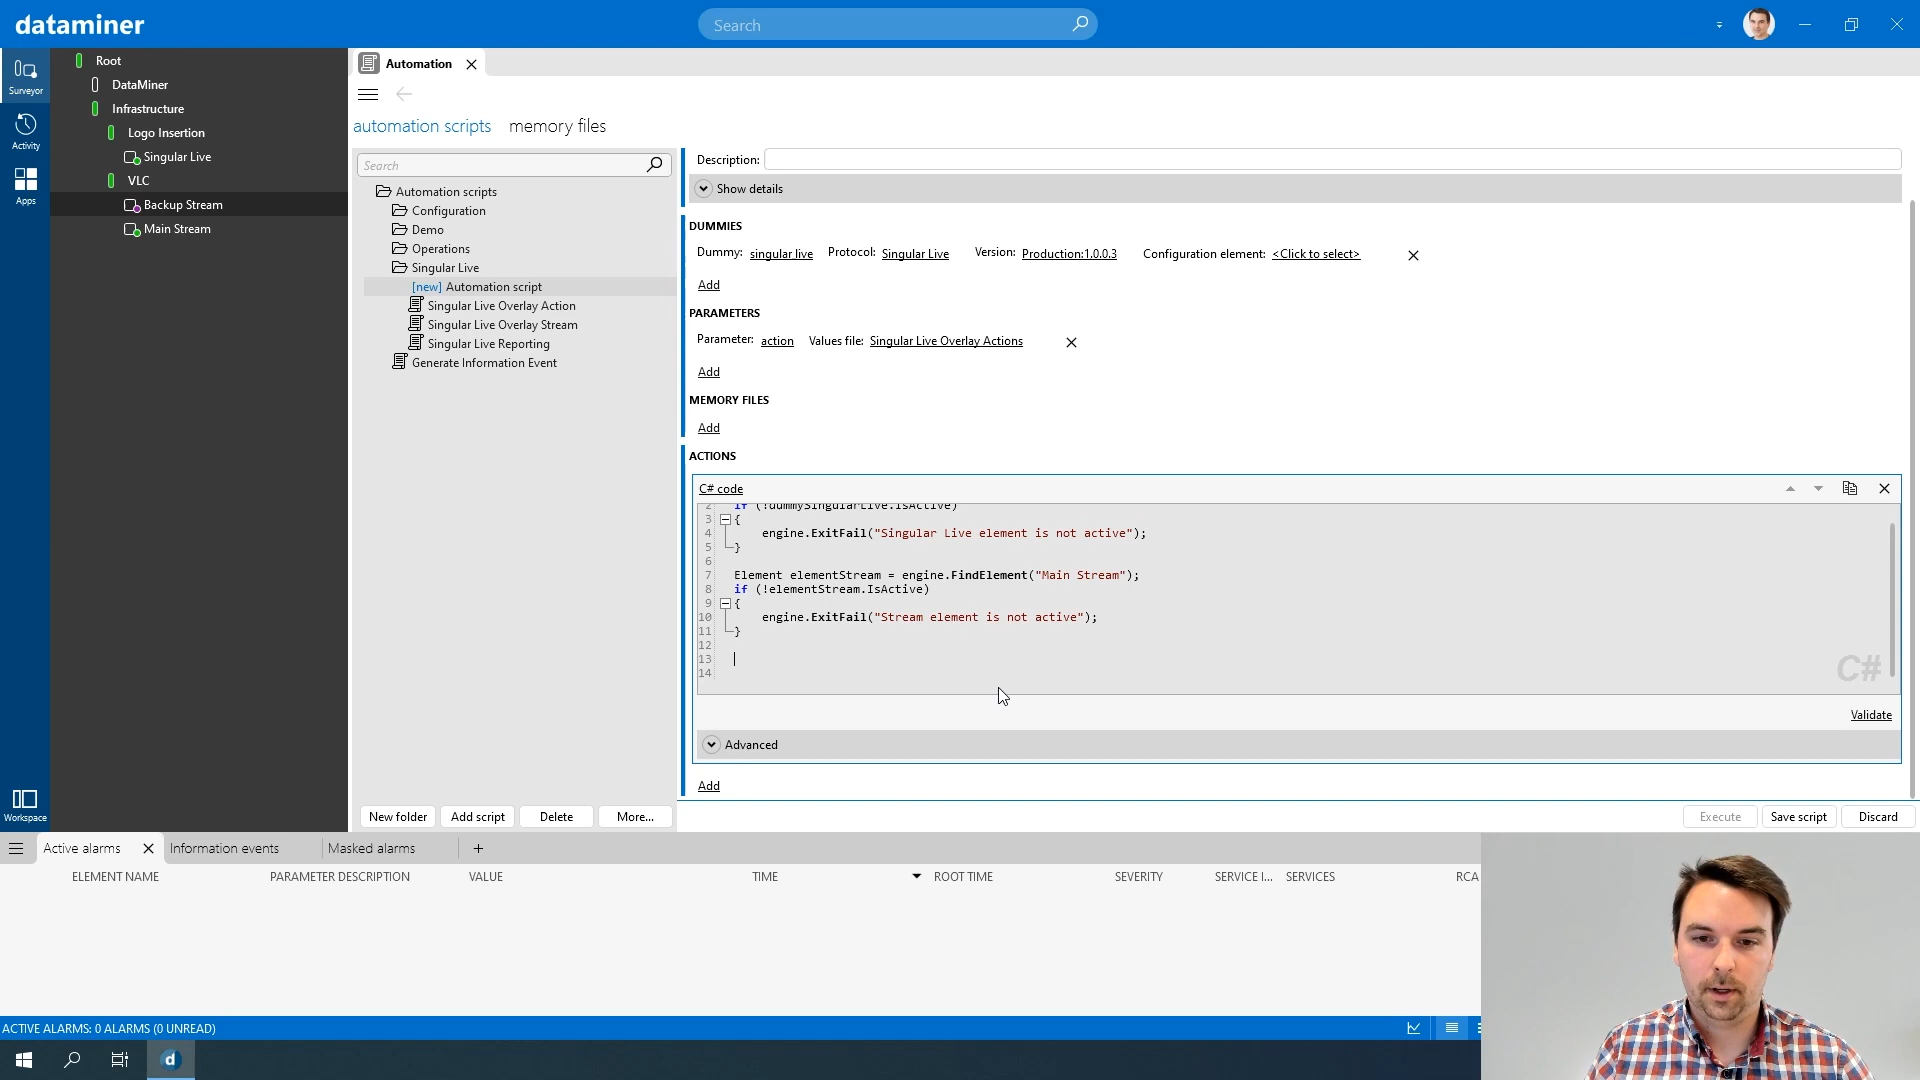 dataminer
Search
Surveyor
Activity
Apps
Workspace
Root
DataMiner
Infrastructure
Logo Insertion
Singular Live
VLC
Backup Stream
Main Stream
Automation
automation scripts memory files
Search
Automation scripts
Configuration
Demo
Operations
Singular Live
[new] Automation script
Singular Live Overlay Action
Singular Live Overlay Stream
Singular Live Reporting
Generate Information Event
New folder Add script Delete More...
Description:
Show details
DUMMIES
Dummy: singular live Protocol: Singular Live Version: Production:1.0.0.3 Configuration element: <Click to select>
Add
PARAMETERS
Parameter: action Values file: Singular Live Overlay Actions
Add
MEMORY FILES
Add
ACTIONS
C# code
2 if (!dummySingularLive.IsActive)
3 {
4 engine.ExitFail("Singular Live element is not active");
5 }
6
7 Element elementStream = engine.FindElement("Main Stream");
8 if (!elementStream.IsActive)
9 {
10 engine.ExitFail("Stream element is not active");
11 }
12
13
14
C#
Validate
Advanced
Add
Execute Save script Discard
Active alarms Information events Masked alarms +
ELEMENT NAME PARAMETER DESCRIPTION VALUE TIME ROOT TIME SEVERITY SERVICE I... SERVICES RCA
ACTIVE ALARMS: 0 ALARMS (0 UNREAD)
d